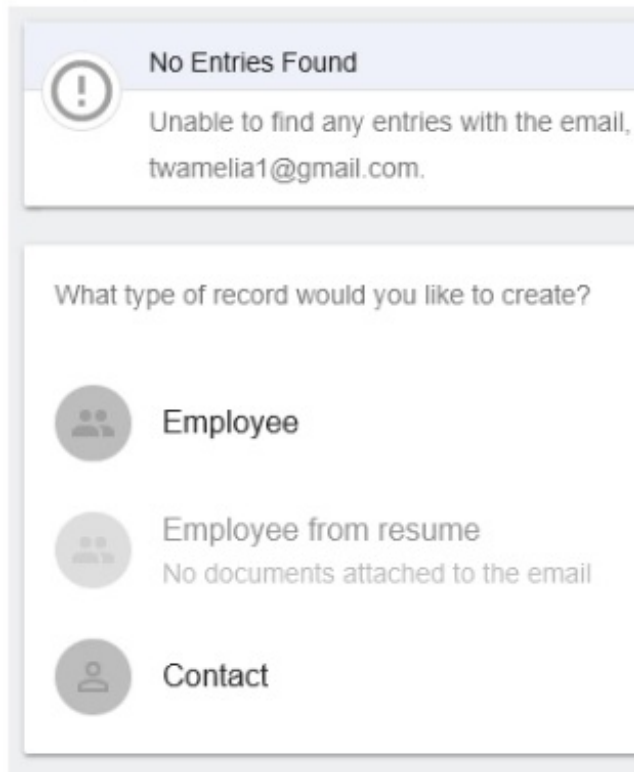 No Entries Found
Unable to find any entries with the email,
twamelia1@gmail.com.
What type of record would you like to create?
Employee
Employee from resume
No documents attached to the email
Contact